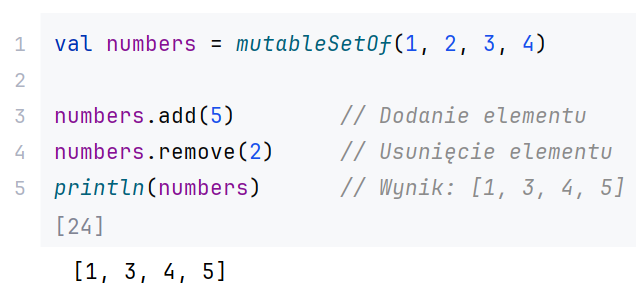 1 val numbers = mutableSetOf(1, 2, 3, 4)
2
3 numbers.add(5) // Dodanie elementu
4 numbers.remove(2) // Usunięcie elementu
5 println(numbers) // Wynik: [1, 3, 4, 5]
[24]
[1, 3, 4, 5]